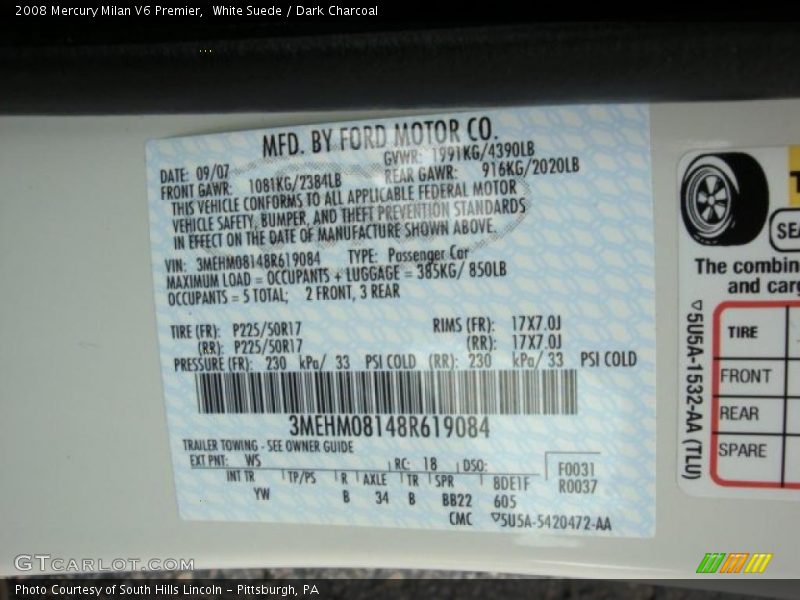 2008 Mercury Milan V6 Premier,  White Suede / Dark Charcoal
MFD. BY FORD MOTOR CO.
DATE: 09/07 GVWR: 1991KG/4390LB
FRONT GAWR: 1081KG/2384LB REAR GAWR: 916KG/2020LB
THIS VEHICLE CONFORMS TO ALL APPLICABLE FEDERAL MOTOR
VEHICLE SAFETY, BUMPER, AND THEFT PREVENTION STANDARDS
IN EFFECT ON THE DATE OF MANUFACTURE SHOWN ABOVE.
VIN: 3MEHM08148R619084 TYPE: Passenger Car
MAXIMUM LOAD = OCCUPANTS + LUGGAGE = 385KG/ 850LB
OCCUPANTS = 5 TOTAL; 2 FRONT, 3 REAR
TIRE (FR): P225/50R17 RIMS (FR): 17X7.0J
(RR): P225/50R17 (RR): 17X7.0J
PRESSURE (FR): 230 kPa/ 33 PSI COLD (RR): 230 kPa/ 33 PSI COLD
3MEHM08148R619084
TRAILER TOWING - SEE OWNER GUIDE
EXT PNT: WS RC: 18 DSO: F0031
INT TR TP/PS R AXLE TR SPR 8DE1F R0037
YW B 34 B BB22 605
CMC ▽5U5A-5420472-AA
SEA
The combin
and carg
TIRE
FRONT
REAR
SPARE
▽5U5A-1532-AA (TLU)
GTCarLot.com
Photo Courtesy of South Hills Lincoln - Pittsburgh, PA